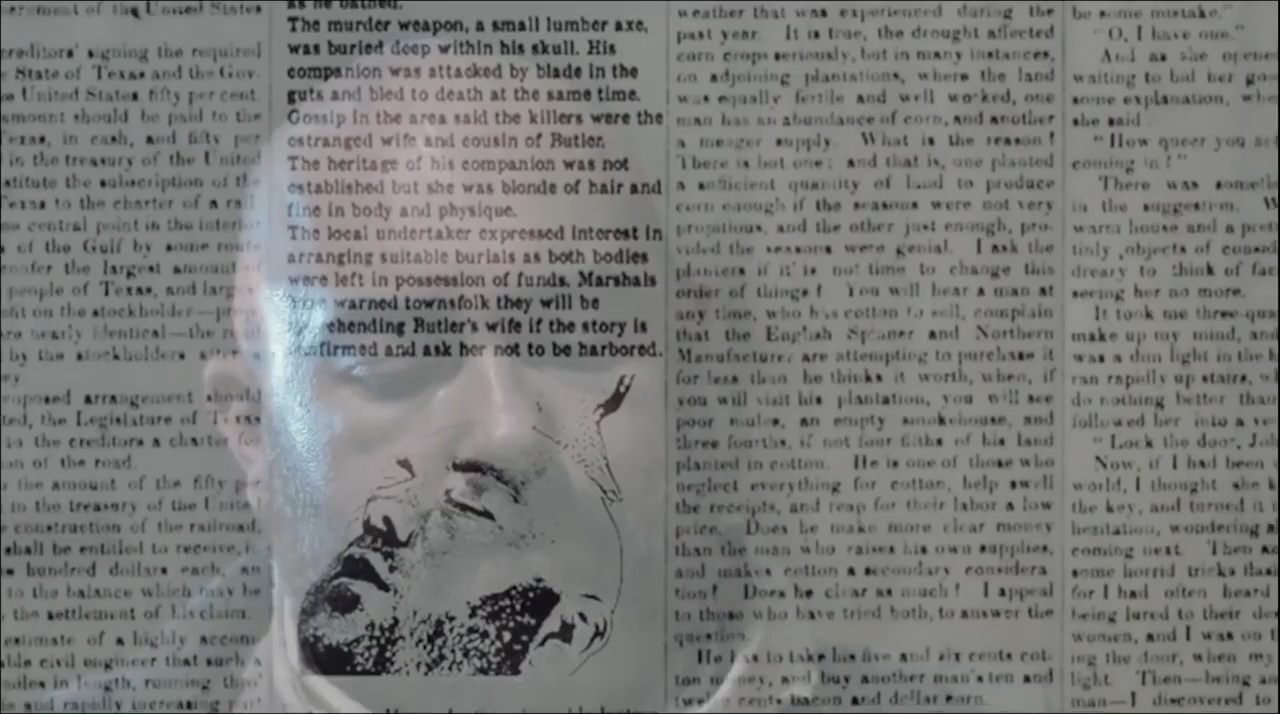 as he bathed.
The murder weapon, a small lumber axe,
was buried deep within his skull. His
companion was attacked by blade in the
guts and bled to death at the same time.
Gossip in the area said the killers were the
estranged wife and cousin of Butler.
The heritage of his companion was not
established but she was blonde of hair and
fine in body and physique.
The local undertaker expressed interest in
arranging suitable burials as both bodies
were left in possession of funds. Marshals
warned townsfolk they will be
Butler's wife if the story is
and ask her not to be harbored.
of the United States
creditors' signing the required
State of Texas and the Gov-
United States fifty per cent.
amount should be paid to the
Texas, in cash, and fifty per
in the treasury of the United
the subscription of the
Texas to the charter of a rail
central point in the interior
of the Gulf by some route
the largest amount of
people of Texas, and
on the stockholder
are nearly identical—the road
by the stockholders after a
arrangement should
the Legislature of Texas
to the creditors a charter for
of the road.
the amount of the fifty per
in the treasury of the United
construction of the railroad,
shall be entitled to receive,
hundred dollars each, an
to the balance which may be
the settlement of his claim.
estimate of a highly accom
civil engineer that such a
miles in length, running thro'
and rapidly increasing
weather that was experienced during the
past year. It is true, the drought affected
corn crops seriously, but in many instances,
on adjoining plantations, where the land
was equally fertile and well worked, one
man has an abundance of corn, and another
a meager supply. What is the reason?
There is but one; and that is, one planted
a sufficient quantity of land to produce
corn enough if the seasons were not very
propitious, and the other just enough, pro-
vided the seasons were genial. I ask the
planters if it is not time to change this
order of things? You will hear a man at
any time, who has cotton to sell, complain
that the English Spinner and Northern
Manufacturer are attempting to purchase it
for less than he thinks it worth, when, if
you will visit his plantation, you will see
poor mules, an empty smokehouse, and
three fourths, if not four fifths of his land
planted in cotton. He is one of those who
neglect everything for cotton, help swell
the receipts, and reap for their labor a low
price. Does he make more clear money
than the man who raises his own supplies,
and makes cotton a secondary considera
tion? Does he clear as much? I appeal
to those who have tried both, to answer the
question.
He has to take his five and six cents cot-
ton money, and buy another man's ten and
twelve cents bacon and dollar corn.
be some mistake."
"O, I have one."
And as she opened
waiting to bid her
some explanation,
she said
"How queer you
coming in?"
There was
in the suggestion.
warm house and a
objects of
dreary to think of
seeing her no more.
It took me
make up my mind, and
was a dim light in the
ran rapidly up stairs,
do nothing better than
followed her into a
"Lock the door,
Now, if I had been
world, I thought she
the key, and turned it
hesitation, wondering
coming next. Then
some horrid tricks
for I had often heard
being lured to their
women, and I was on
the door, when my
light. Then—being
man—I discovered to